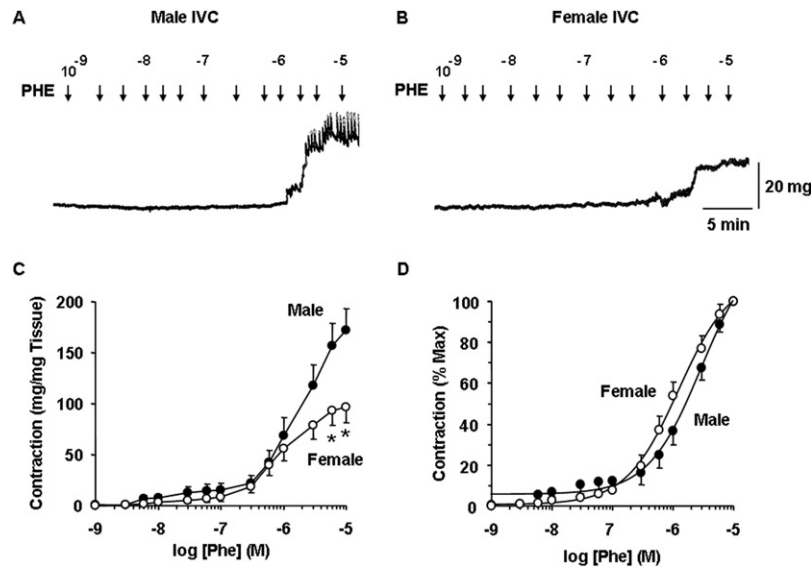 A
Male IVC
PHE
10⁻⁹ -8 -7 -6 -5
B
Female IVC
PHE
10⁻⁹ -8 -7 -6 -5
20 mg
5 min
C
Contraction (mg/mg Tissue)
200
150
100
50
0
Male
Female
* *
-9 -8 -7 -6 -5
log [Phe] (M)
D
Contraction (% Max)
100
80
60
40
20
0
Female
Male
-9 -8 -7 -6 -5
log [Phe] (M)